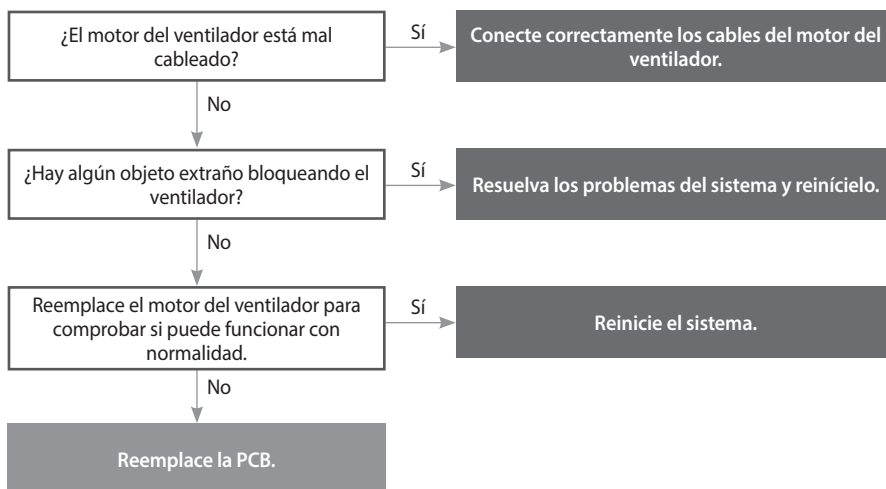 ¿El motor del ventilador está mal
cableado?
Sí
Conecte correctamente los cables del motor del
ventilador.
No
¿Hay algún objeto extraño bloqueando el
ventilador?
Sí
Resuelva los problemas del sistema y reinícielo.
No
Reemplace el motor del ventilador para
comprobar si puede funcionar con
normalidad.
Sí
Reinicie el sistema.
No
Reemplace la PCB.